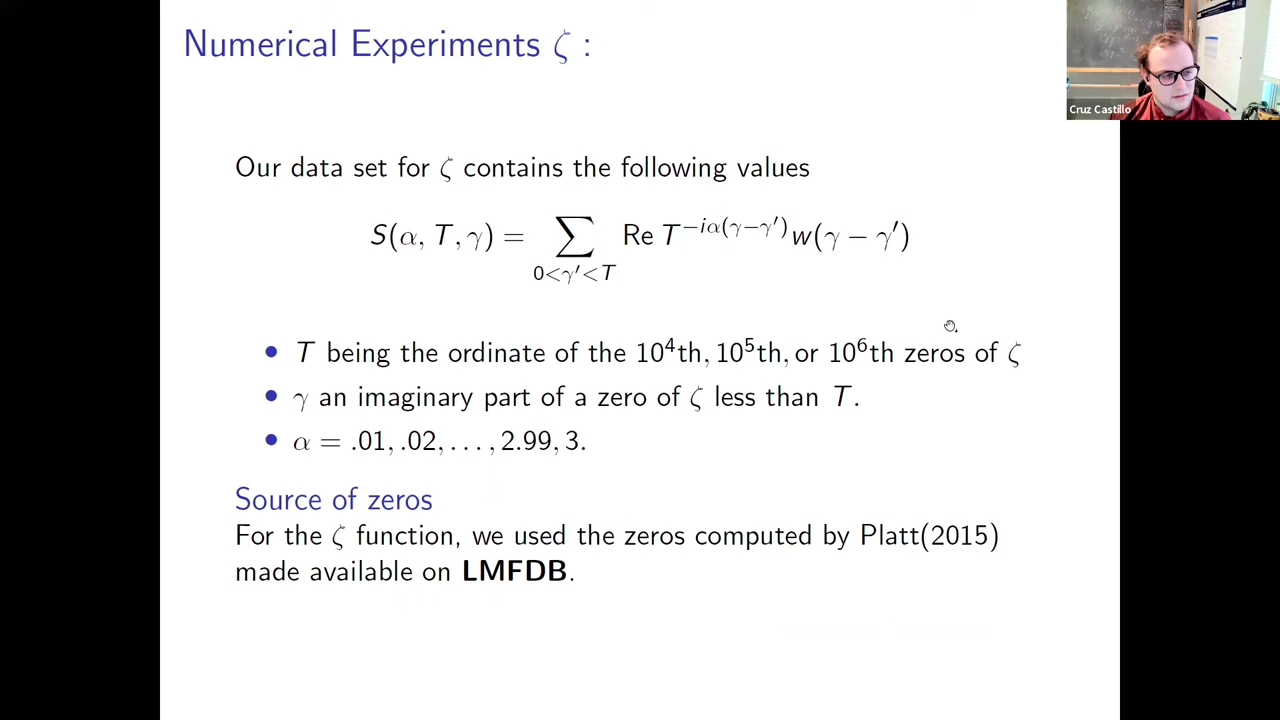 Numerical Experiments ζ :
Cruz Castillo
Our data set for ζ contains the following values
S(α, T, γ) = ∑_{0<γ′<T} Re T^{−iα(γ−γ′)} w(γ − γ′)
• T being the ordinate of the 10^4th, 10^5th, or 10^6th zeros of ζ
• γ an imaginary part of a zero of ζ less than T.
• α = .01, .02, . . . , 2.99, 3.
Source of zeros
For the ζ function, we used the zeros computed by Platt(2015)
made available on LMFDB.